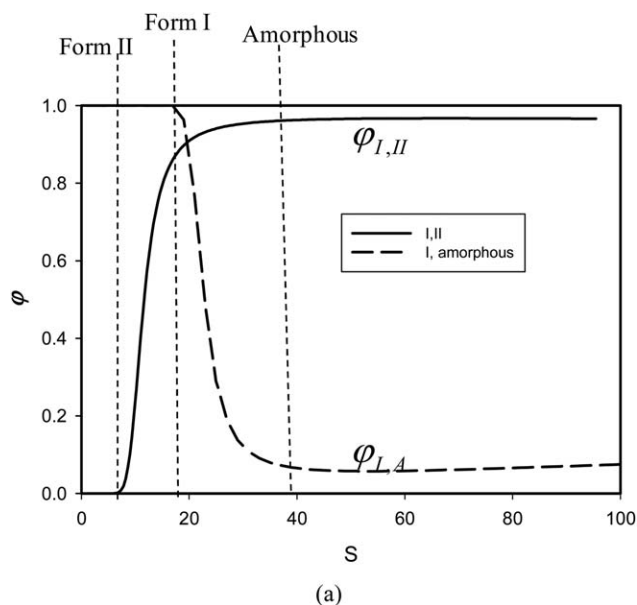 Form II Form I Amorphous
1.0
0.8
0.6
0.4
0.2
0.0
φ
φI,II
I,II
I, amorphous
φI,A
0 20 40 60 80 100
S
(a)